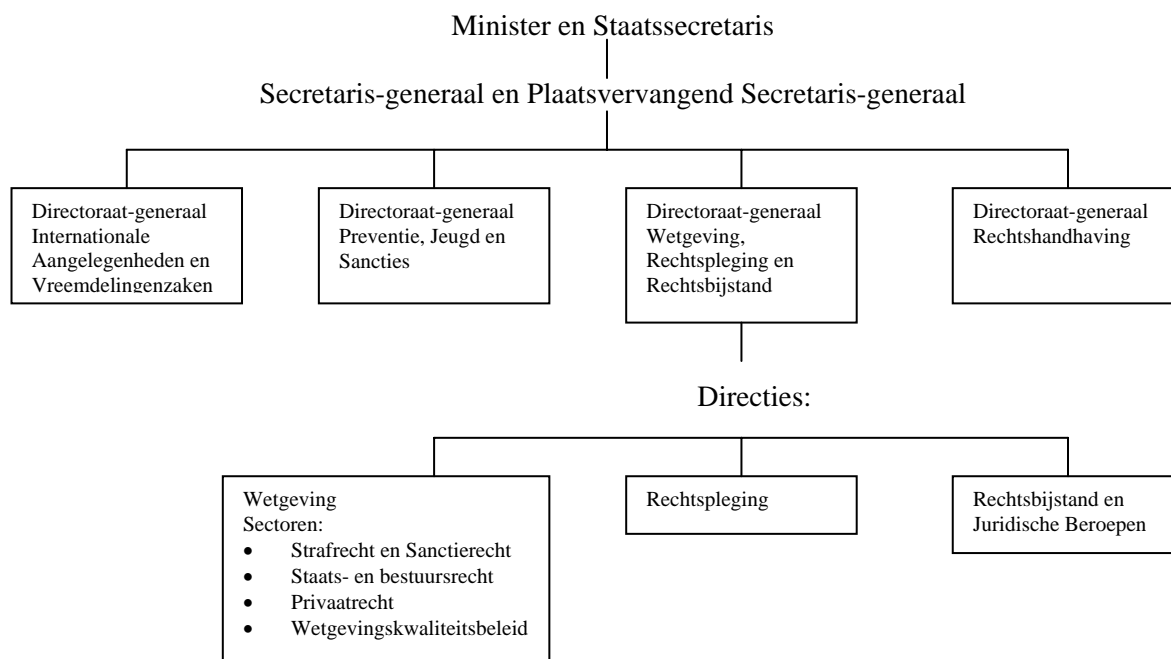 Minister en Staatssecretaris
Secretaris-generaal en Plaatsvervangend Secretaris-generaal
Directoraat-generaal
Internationale
Aangelegenheden en
Vreemdelingenzaken
Directoraat-generaal
Preventie, Jeugd en
Sancties
Directoraat-generaal
Wetgeving,
Rechtspleging en
Rechtsbijstand
Directoraat-generaal
Rechtshandhaving
Directies:
Wetgeving
Sectoren:
• Strafrecht en Sanctierecht
• Staats- en bestuursrecht
• Privaatrecht
• Wetgevingskwaliteitsbeleid
Rechtspleging
Rechtsbijstand en
Juridische Beroepen